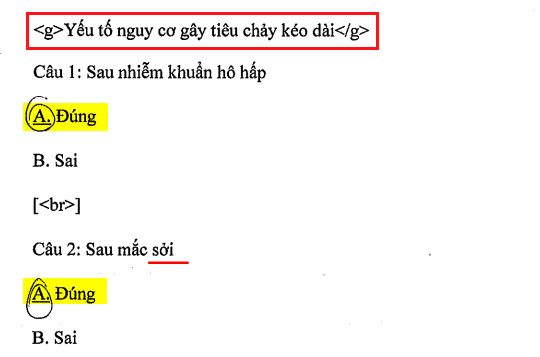 <g>Yếu tố nguy cơ gây tiêu chảy kéo dài</g>
Câu 1: Sau nhiễm khuẩn hô hấp
A. Đúng
B. Sai
[<br>]
Câu 2: Sau mắc sởi
A. Đúng
B. Sai